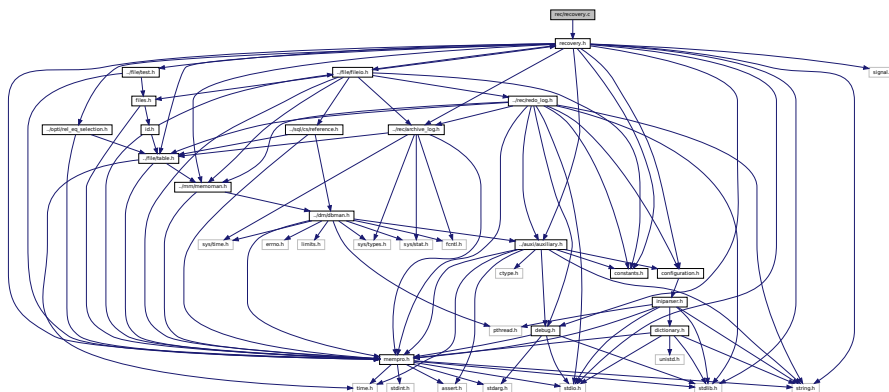 rec/recovery.c
recovery.h
../file/test.h
../file/fileio.h
signal.
files.h
../rec/redo_log.h
../opti/rel_eq_selection.h
id.h
../sql/cs/reference.h
../rec/archive_log.h
../file/table.h
../mm/memoman.h
../dm/dbman.h
sys/time.h
errno.h
limits.h
sys/types.h
sys/stat.h
fcntl.h
../auxi/auxiliary.h
ctype.h
constants.h
configuration.h
iniparser.h
pthread.h
debug.h
dictionary.h
mempro.h
unistd.h
time.h
stdint.h
assert.h
stdarg.h
stdio.h
stdlib.h
string.h